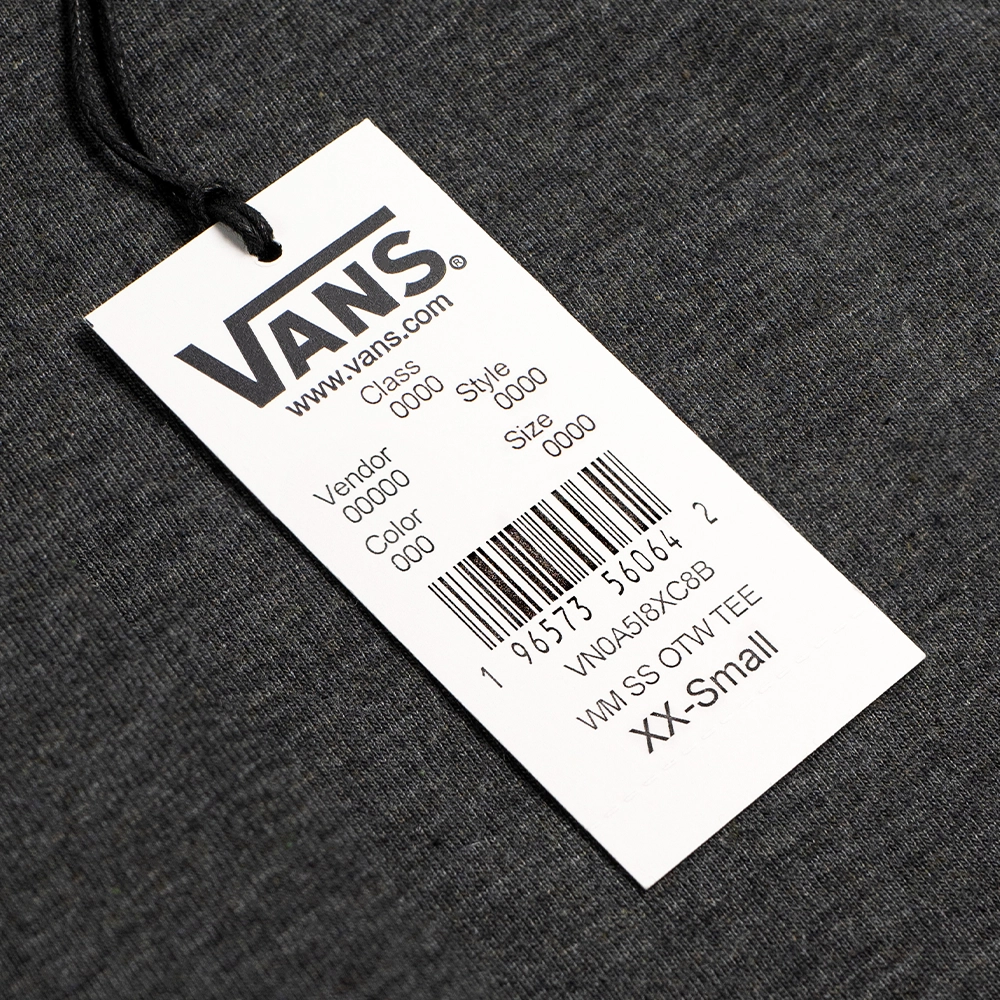 VANS®
www.vans.com
Class Style
0000 0000
Vendor Size
00000 0000
Color
000
1 96573 56064 2
VN0A5I8XC8B
WM SS OTW TEE
XX-Small